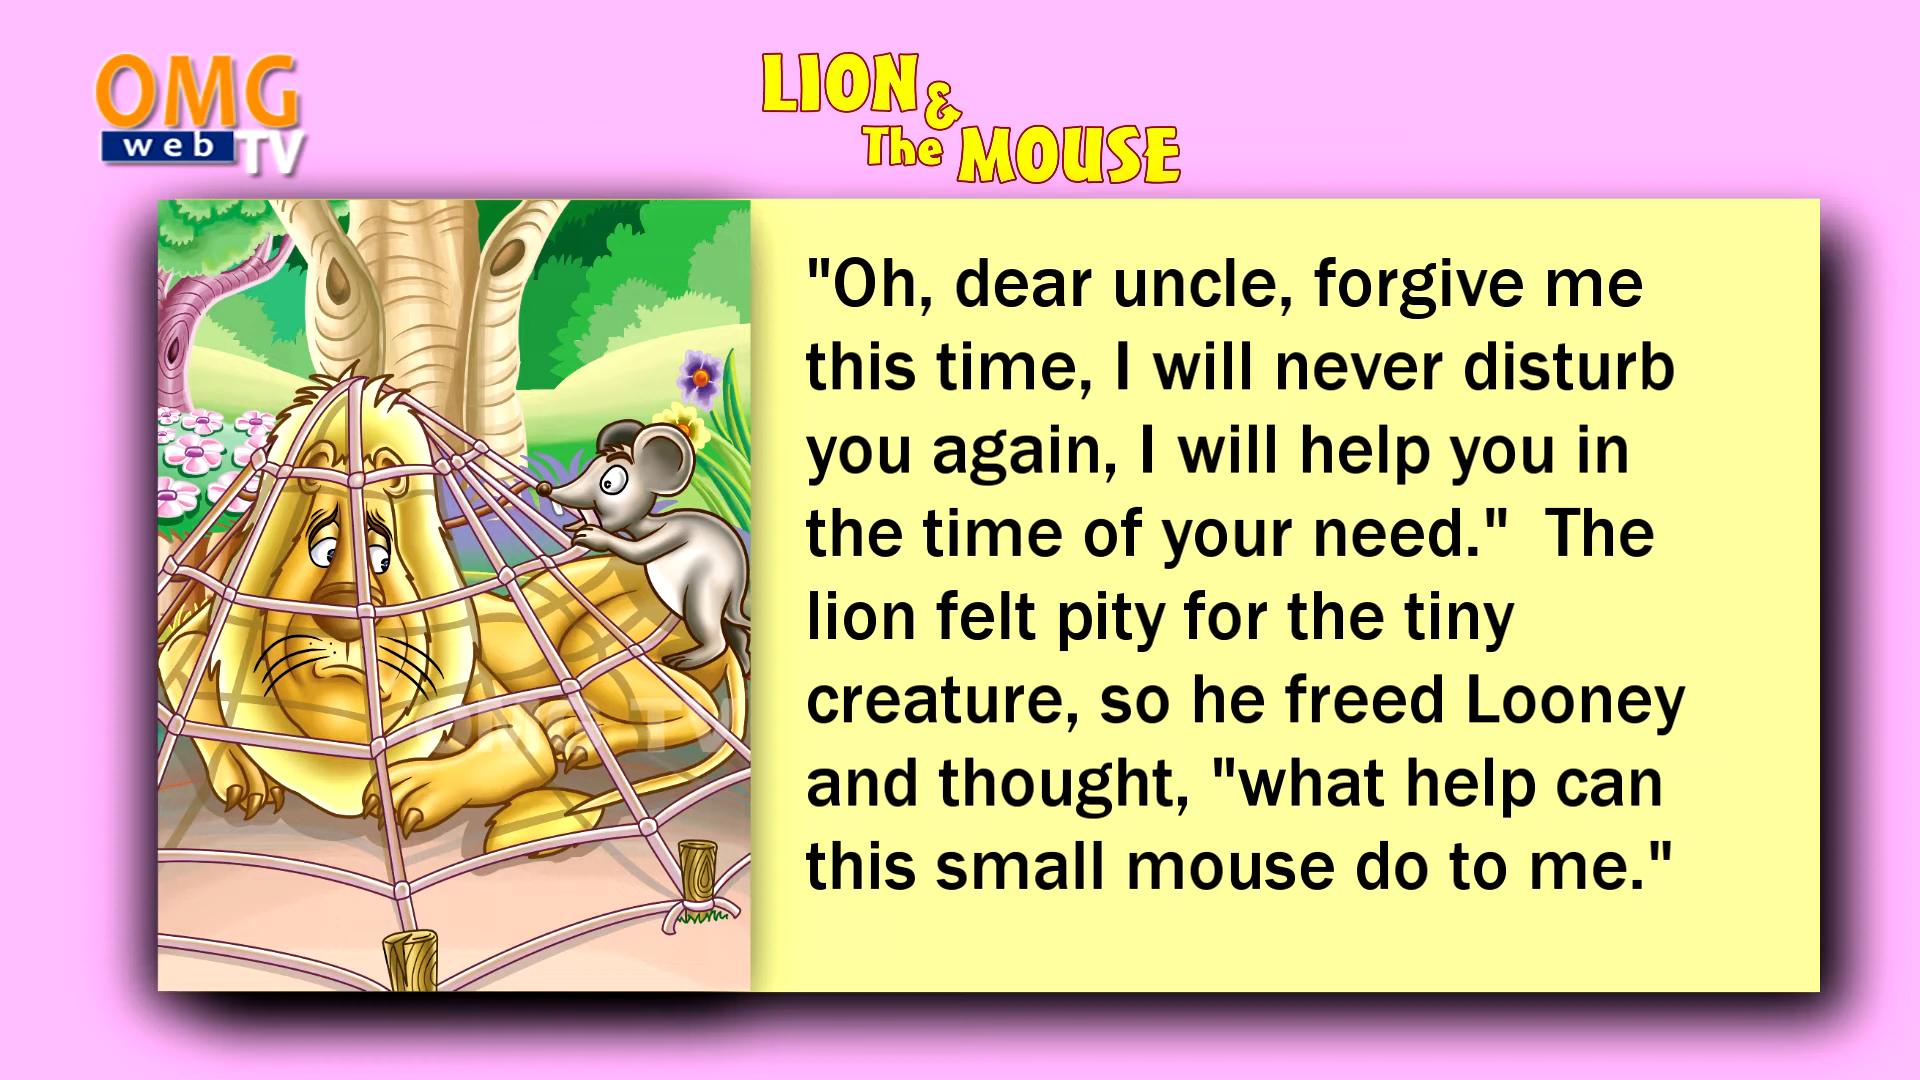 OMG
web TV
LION &
The MOUSE
"Oh, dear uncle, forgive me
this time, I will never disturb
you again, I will help you in
the time of your need."  The
lion felt pity for the tiny
creature, so he freed Looney
and thought, "what help can
this small mouse do to me."
OMG TV